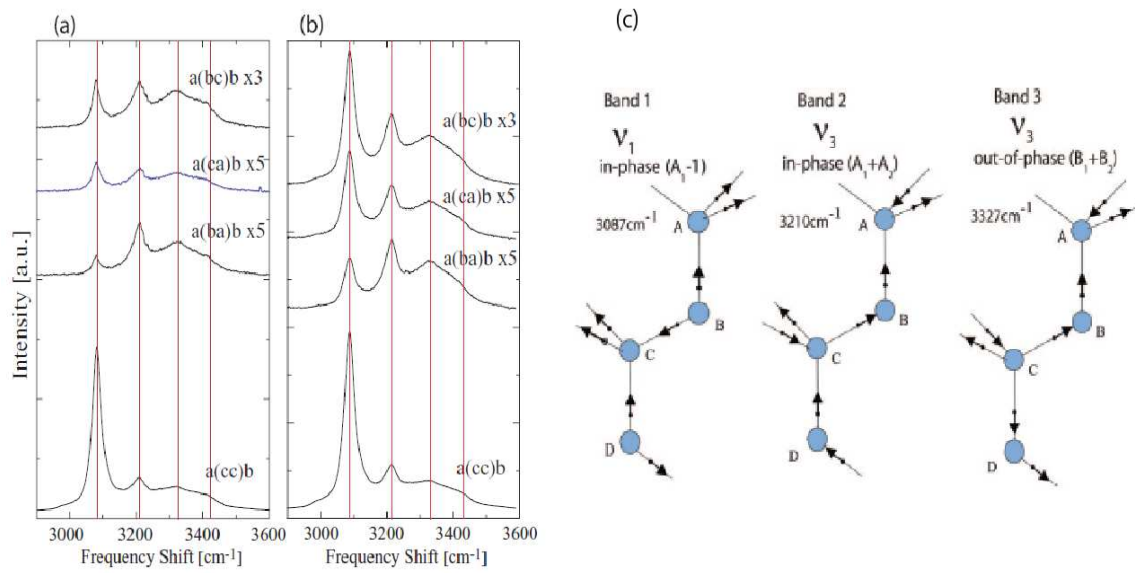 (a)
(b)
(c)
a(bc)b x3
a(ca)b x5
a(ba)b x5
a(cc)b
a(bc)b x3
a(ca)b x5
a(ba)b x5
a(cc)b
Intensity [a.u.]
3000 3200 3400 3600
3000 3200 3400 3600
Frequency Shift [cm-1]
Frequency Shift [cm-1]
Band 1
ν1
in-phase (A1-1)
3087cm-1
A
B
C
D
Band 2
ν3
in-phase (A1+A2)
3210cm-1
A
B
C
D
Band 3
ν3
out-of-phase (B1+B2)
3327cm-1
A
B
C
D